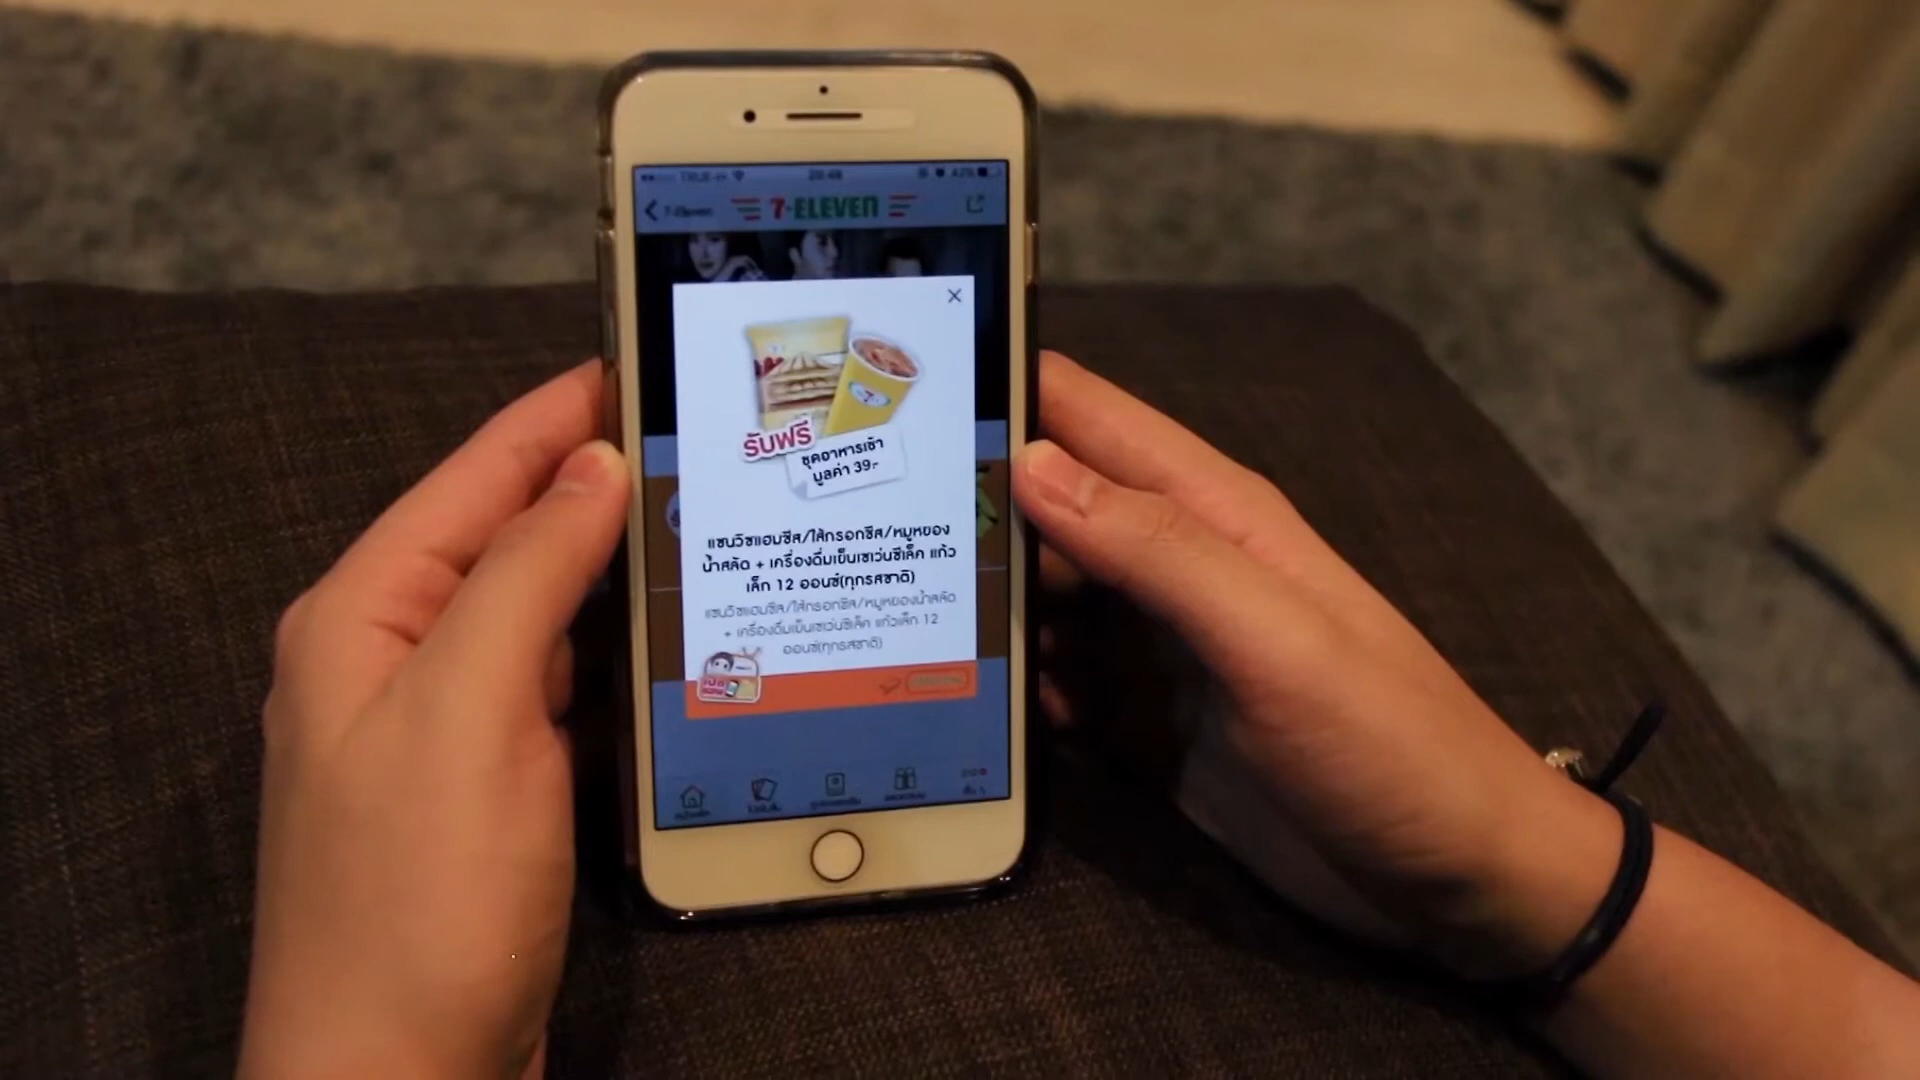 TRUE-H
20:48
42%
7-Eleven
7-ELEVEN
รับฟรี
ชุดอาหารเช้า
มูลค่า 39.-
แซนวิชแฮมชีส/ไส้กรอกชีส/หมูหยอง
น้ำสลัด + เครื่องดื่มเย็นเซเว่นซีเล็ค แก้ว
เล็ก 12 ออนซ์(ทุกรสชาติ)
แซนวิชแฮมชีส/ไส้กรอกชีส/หมูหยองน้ำสลัด
+ เครื่องดื่มเย็นเซเว่นซีเล็ค แก้วเล็ก 12
ออนซ์(ทุกรสชาติ)